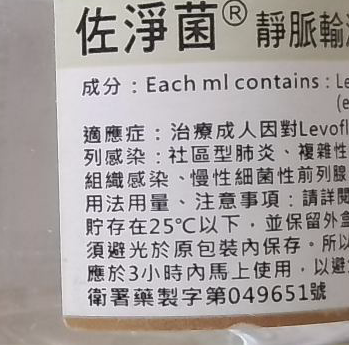 佐淨菌® 靜脈輸
成分：Each ml contains：Le
(e
適應症：治療成人因對Levofl
列感染：社區型肺炎、複雜性
組織感染、慢性細菌性前列腺
用法用量、注意事項：請詳閱
貯存在25℃以下，並保留外盒
須避光於原包裝內保存。所以
應於3小時內馬上使用，以避
衛署藥製字第049651號